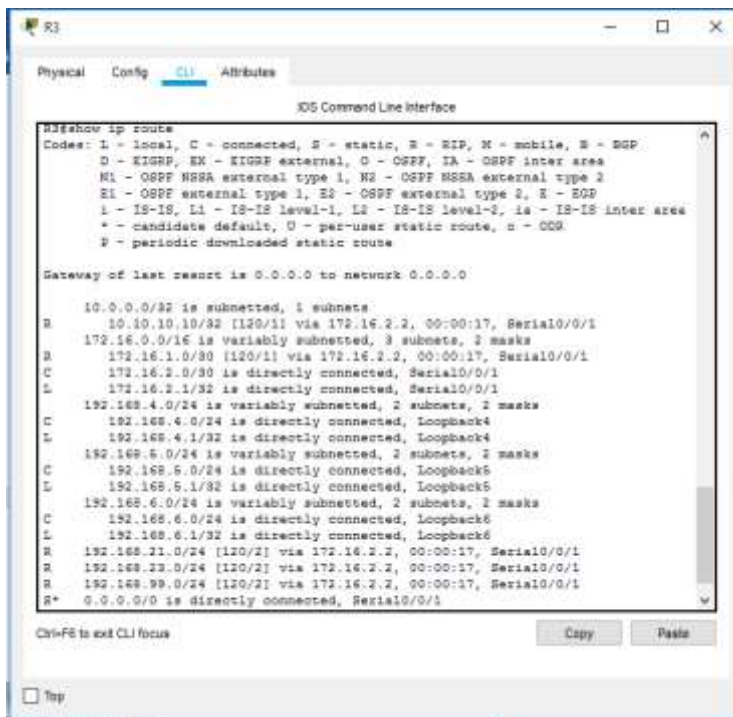 R3
Physical Config CLI Attributes
IOS Command Line Interface
R3#show ip route
Codes: L - local, C - connected, S - static, R - RIP, M - mobile, B - BGP
D - EIGRP, EX - EIGRP external, O - OSPF, IA - OSPF inter area
N1 - OSPF NSSA external type 1, N2 - OSPF NSSA external type 2
E1 - OSPF external type 1, E2 - OSPF external type 2, E - EGP
i - IS-IS, L1 - IS-IS level-1, L2 - IS-IS level-2, ia - IS-IS inter area
* - candidate default, U - per-user static route, o - ODR
P - periodic downloaded static route
Gateway of last resort is 0.0.0.0 to network 0.0.0.0
10.0.0.0/32 is subnetted, 1 subnets
R 10.10.10.10/32 [120/1] via 172.16.2.2, 00:00:17, Serial0/0/1
172.16.0.0/16 is variably subnetted, 3 subnets, 2 masks
R 172.16.1.0/30 [120/1] via 172.16.2.2, 00:00:17, Serial0/0/1
C 172.16.2.0/30 is directly connected, Serial0/0/1
L 172.16.2.1/32 is directly connected, Serial0/0/1
192.168.4.0/24 is variably subnetted, 2 subnets, 2 masks
C 192.168.4.0/24 is directly connected, Loopback4
L 192.168.4.1/32 is directly connected, Loopback4
192.168.5.0/24 is variably subnetted, 2 subnets, 2 masks
C 192.168.5.0/24 is directly connected, Loopback5
L 192.168.5.1/32 is directly connected, Loopback5
192.168.6.0/24 is variably subnetted, 2 subnets, 2 masks
C 192.168.6.0/24 is directly connected, Loopback6
L 192.168.6.1/32 is directly connected, Loopback6
R 192.168.21.0/24 [120/2] via 172.16.2.2, 00:00:17, Serial0/0/1
R 192.168.23.0/24 [120/2] via 172.16.2.2, 00:00:17, Serial0/0/1
R 192.168.99.0/24 [120/2] via 172.16.2.2, 00:00:17, Serial0/0/1
S* 0.0.0.0/0 is directly connected, Serial0/0/1
Ctrl+F6 to exit CLI focus
Copy Paste
Top